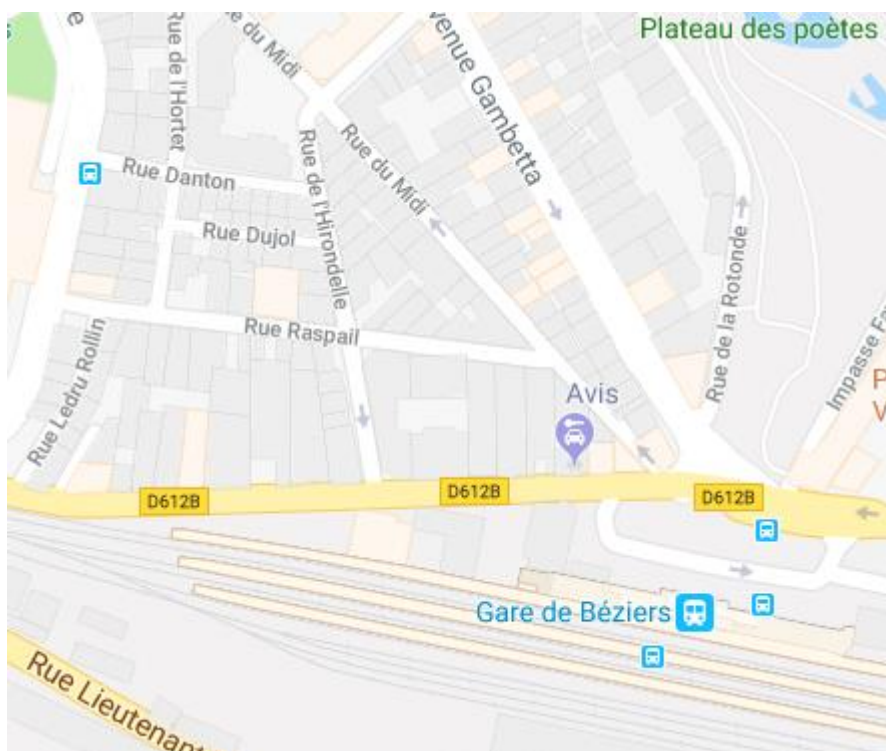 Plateau des poètes
Rue du Midi
Avenue Gambetta
Rue de l'Hortet
Rue du Midi
Rue Danton
Rue de l'Hirondelle
Rue Dujol
Rue de la Rotonde
Rue Raspail
Impasse Fa
Rue Ledru Rollin
Avis
P
V
D612B
D612B
D612B
Gare de Béziers
Rue Lieutenant